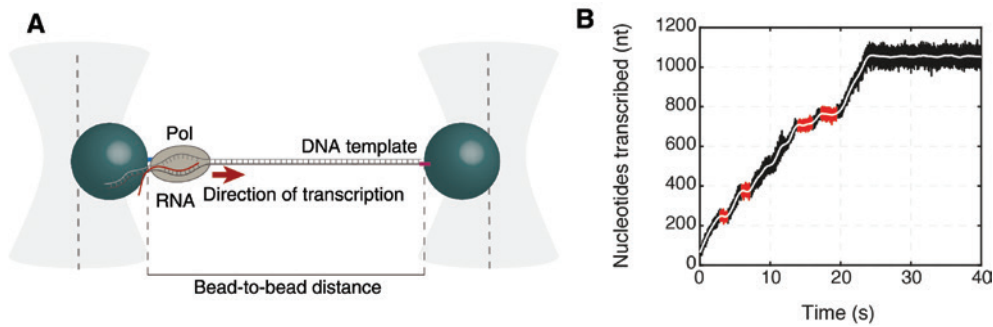 A
Pol
DNA template
RNA
Direction of transcription
Bead-to-bead distance
B
Nucleotides transcribed (nt)
1200
1000
800
600
400
200
0
0
10
20
30
40
Time (s)